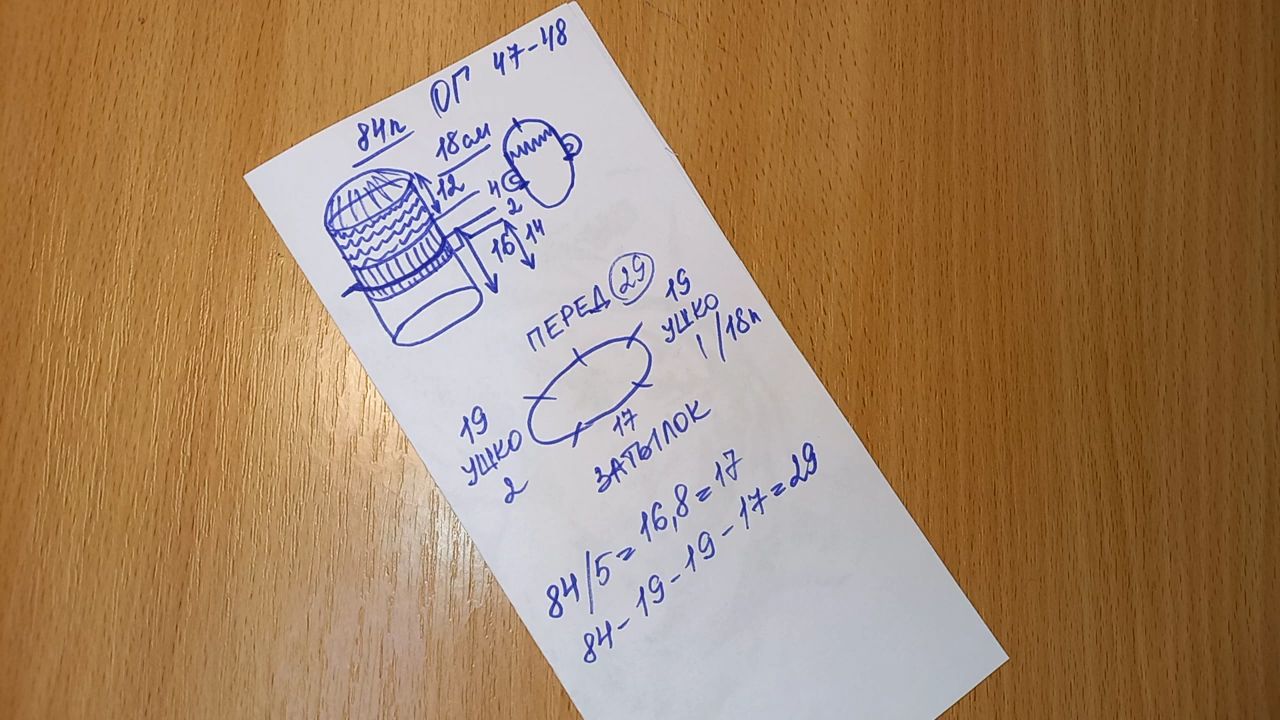 ОГ 47-48
84п
18см
12
4
2
16
14
ПЕРЕД 29
19
УШКО
1/18п
19
УШКО
2
17
ЗАТЫЛОК
84/5=16,8=17
84-19-19-17=29